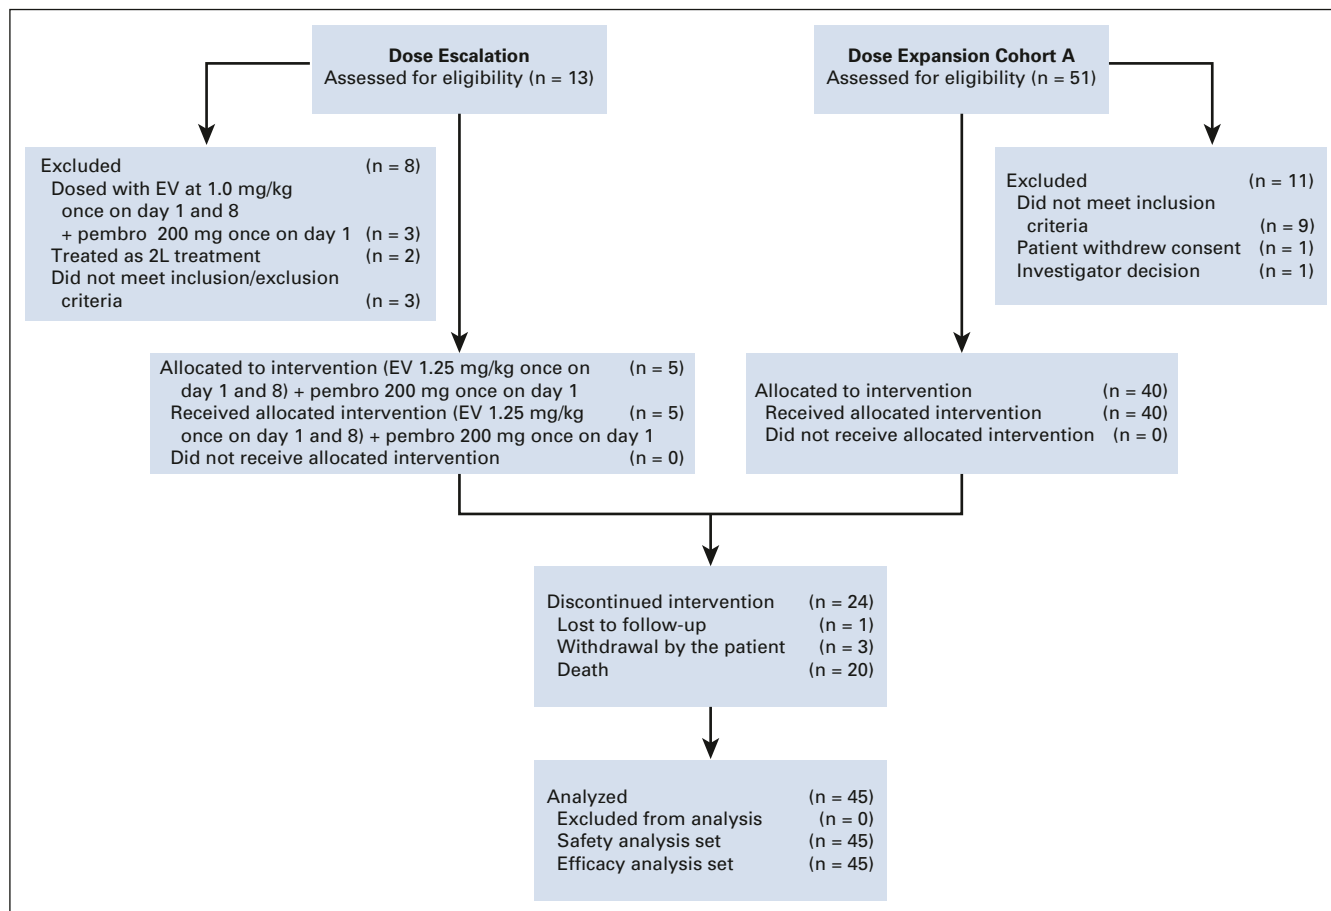 Dose Escalation
Assessed for eligibility (n = 13)
Dose Expansion Cohort A
Assessed for eligibility (n = 51)
Excluded (n = 8)
Dosed with EV at 1.0 mg/kg
once on day 1 and 8
+ pembro 200 mg once on day 1 (n = 3)
Treated as 2L treatment (n = 2)
Did not meet inclusion/exclusion
criteria (n = 3)
Excluded (n = 11)
Did not meet inclusion
criteria (n = 9)
Patient withdrew consent (n = 1)
Investigator decision (n = 1)
Allocated to intervention (EV 1.25 mg/kg once on (n = 5)
day 1 and 8) + pembro 200 mg once on day 1
Received allocated intervention (EV 1.25 mg/kg (n = 5)
once on day 1 and 8) + pembro 200 mg once on day 1
Did not receive allocated intervention (n = 0)
Allocated to intervention (n = 40)
Received allocated intervention (n = 40)
Did not receive allocated intervention (n = 0)
Discontinued intervention (n = 24)
Lost to follow-up (n = 1)
Withdrawal by the patient (n = 3)
Death (n = 20)
Analyzed (n = 45)
Excluded from analysis (n = 0)
Safety analysis set (n = 45)
Efficacy analysis set (n = 45)